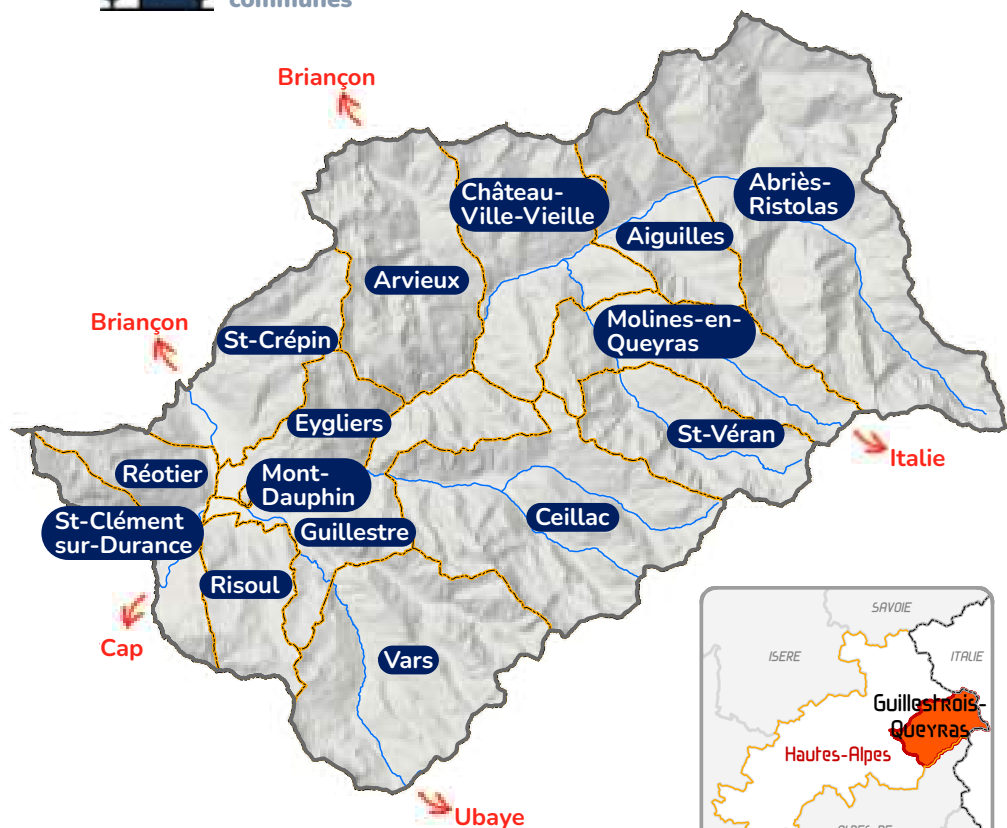 communes
Briançon
Château-
Ville-Vieille
Abriès-
Ristolas
Aiguilles
Arvieux
Briançon
Molines-en-
Queyras
St-Crépin
Eygliers
St-Véran
Italie
Réotier
Mont-
Dauphin
St-Clément
sur-Durance
Guillestre
Ceillac
Risoul
Cap
Vars
Ubaye
SAVOIE
ISERE
ITALIE
Guillestrois-
Queyras
Hautes-Alpes
ALPES DE